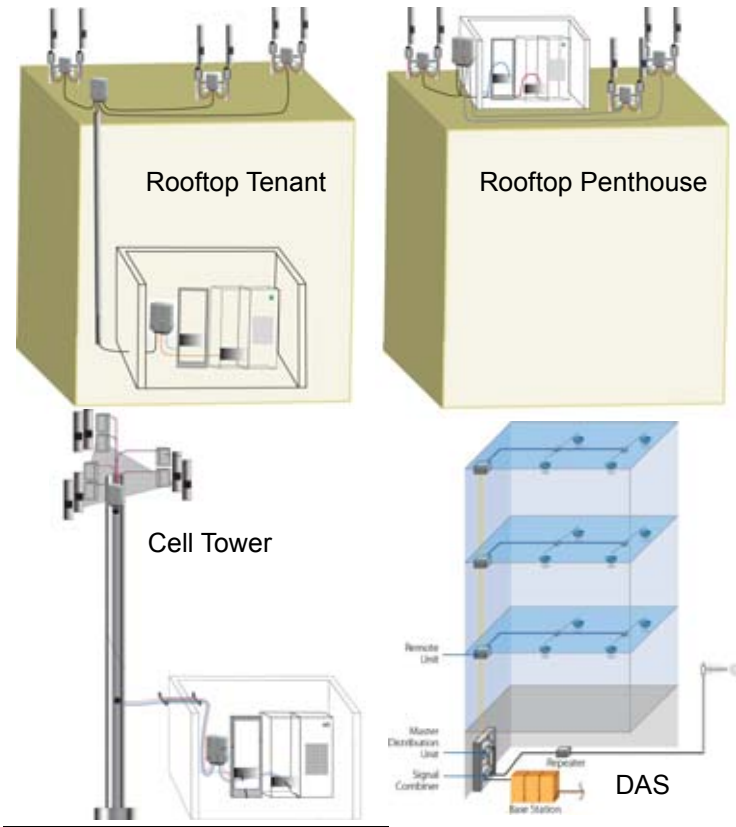 Rooftop Tenant
Rooftop Penthouse
Cell Tower
Remote
Unit
Master
Distribution
Unit
Signal
Combiner
Repeater
Base Station
DAS